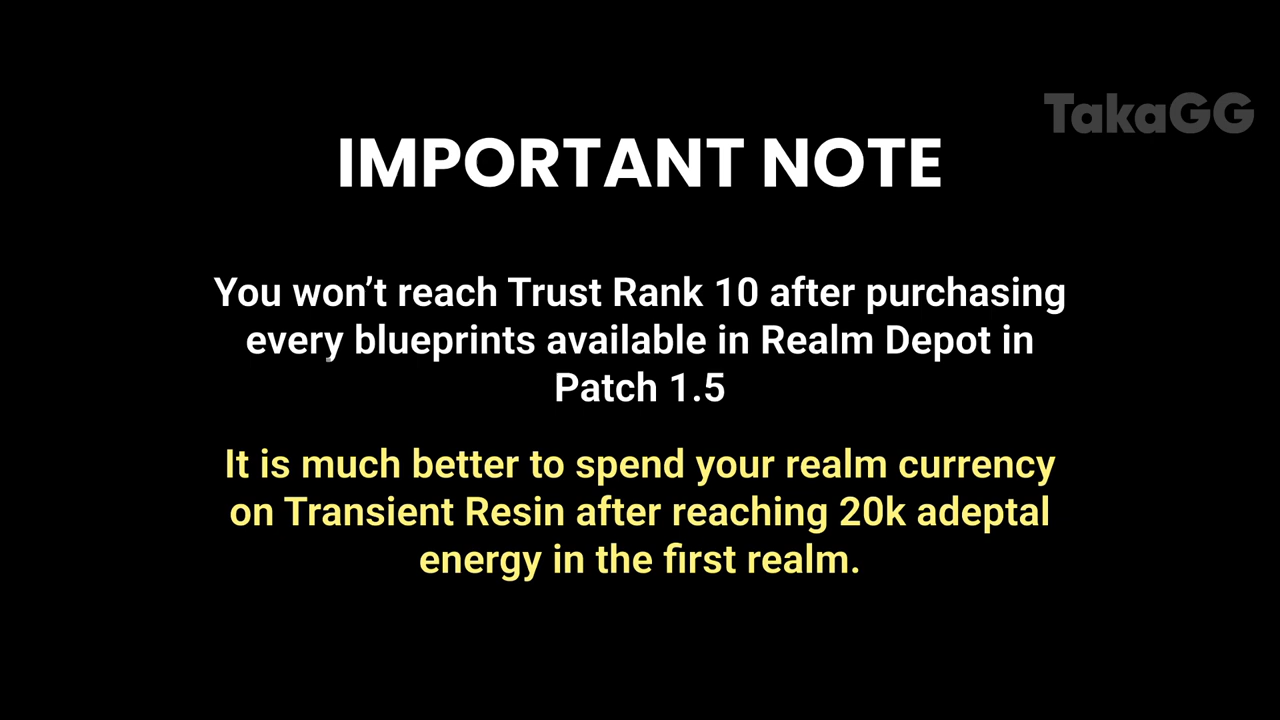 TakaGG
IMPORTANT NOTE
You won’t reach Trust Rank 10 after purchasing
every blueprints available in Realm Depot in
Patch 1.5
It is much better to spend your realm currency
on Transient Resin after reaching 20k adeptal
energy in the first realm.